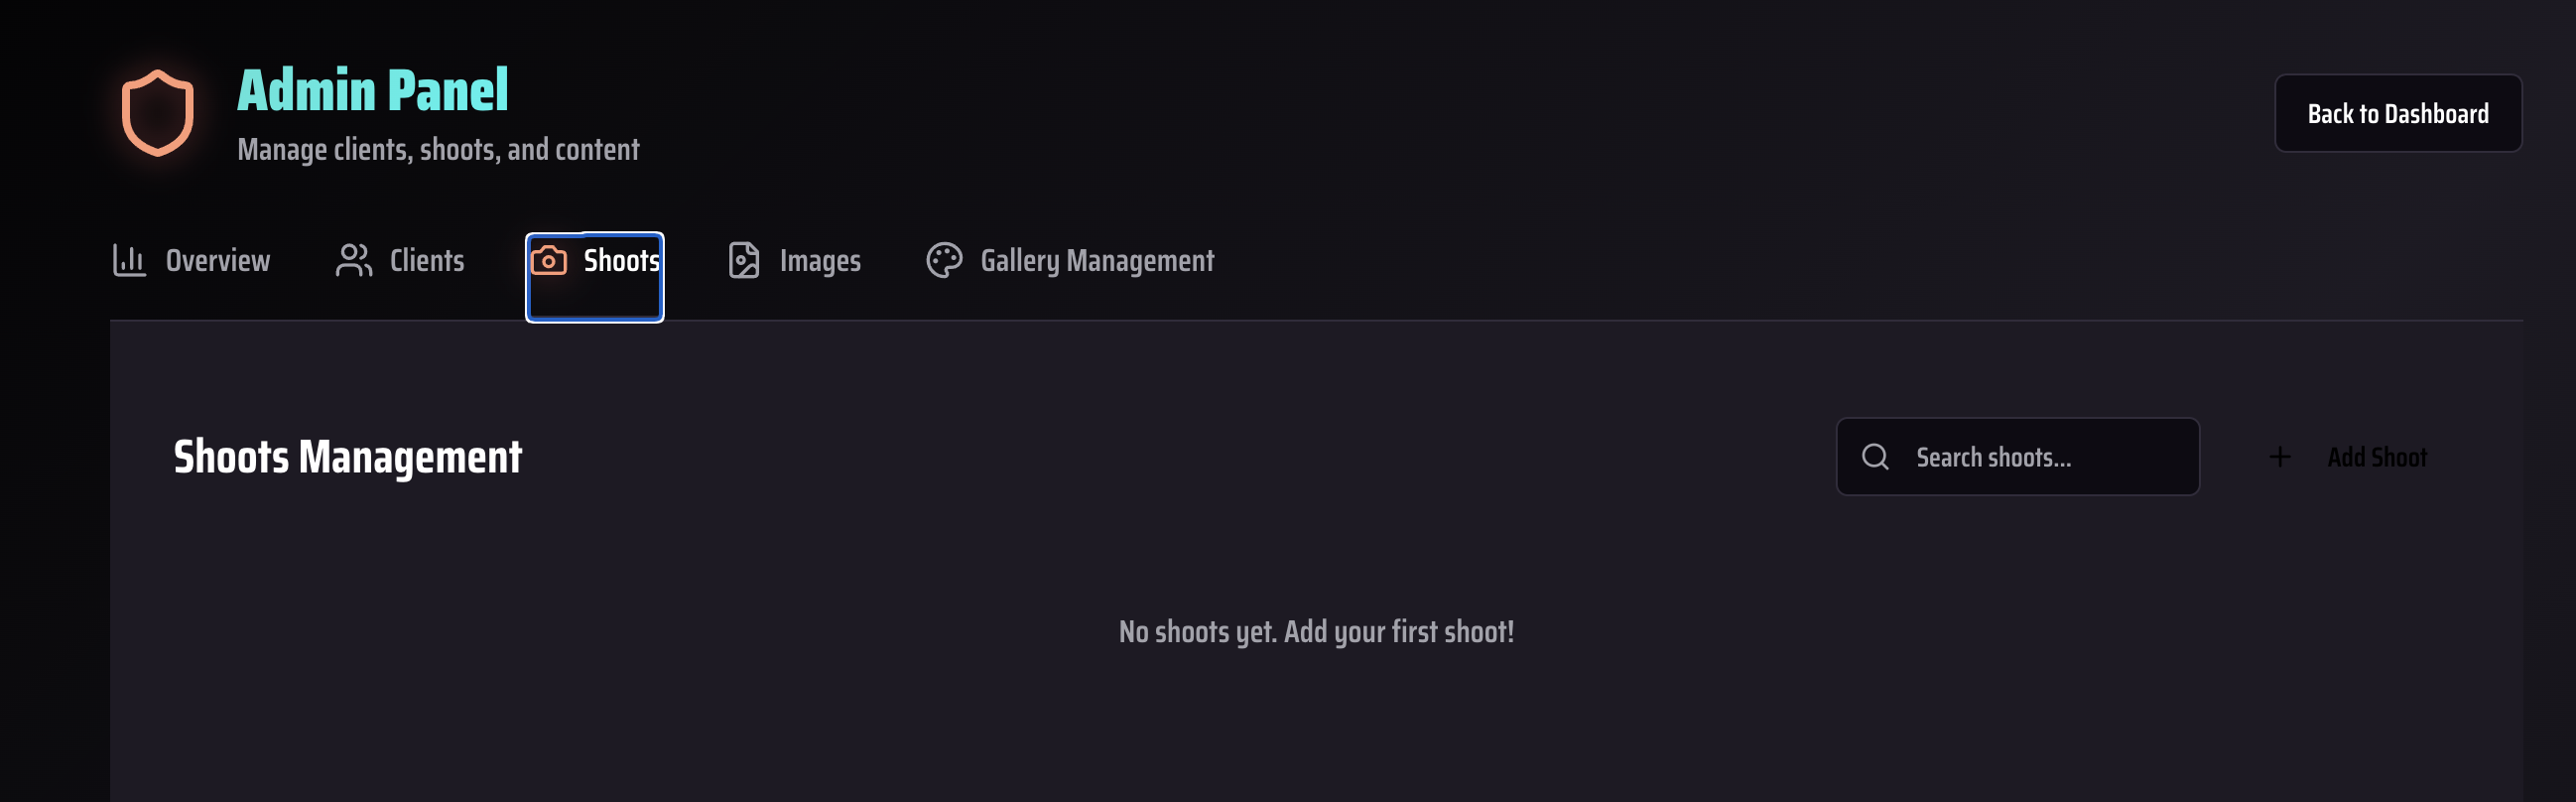 Admin Panel
Manage clients, shoots, and content
Back to Dashboard
Overview
Clients
Shoots
Images
Gallery Management
Shoots Management
Search shoots...
Add Shoot
No shoots yet. Add your first shoot!